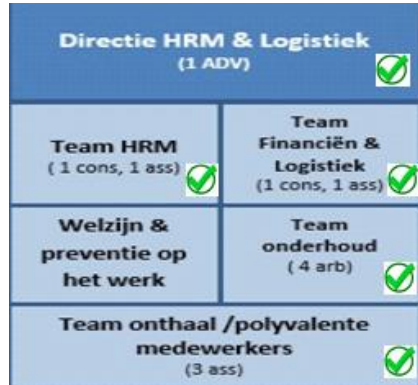 Directie HRM & Logistiek
(1 ADV)
Team HRM
( 1 cons, 1 ass)
Team
Financiën &
Logistiek
(1 cons, 1 ass)
Welzijn &
preventie op
het werk
Team
onderhoud
( 4 arb)
Team onthaal /polyvalente
medewerkers
(3 ass)